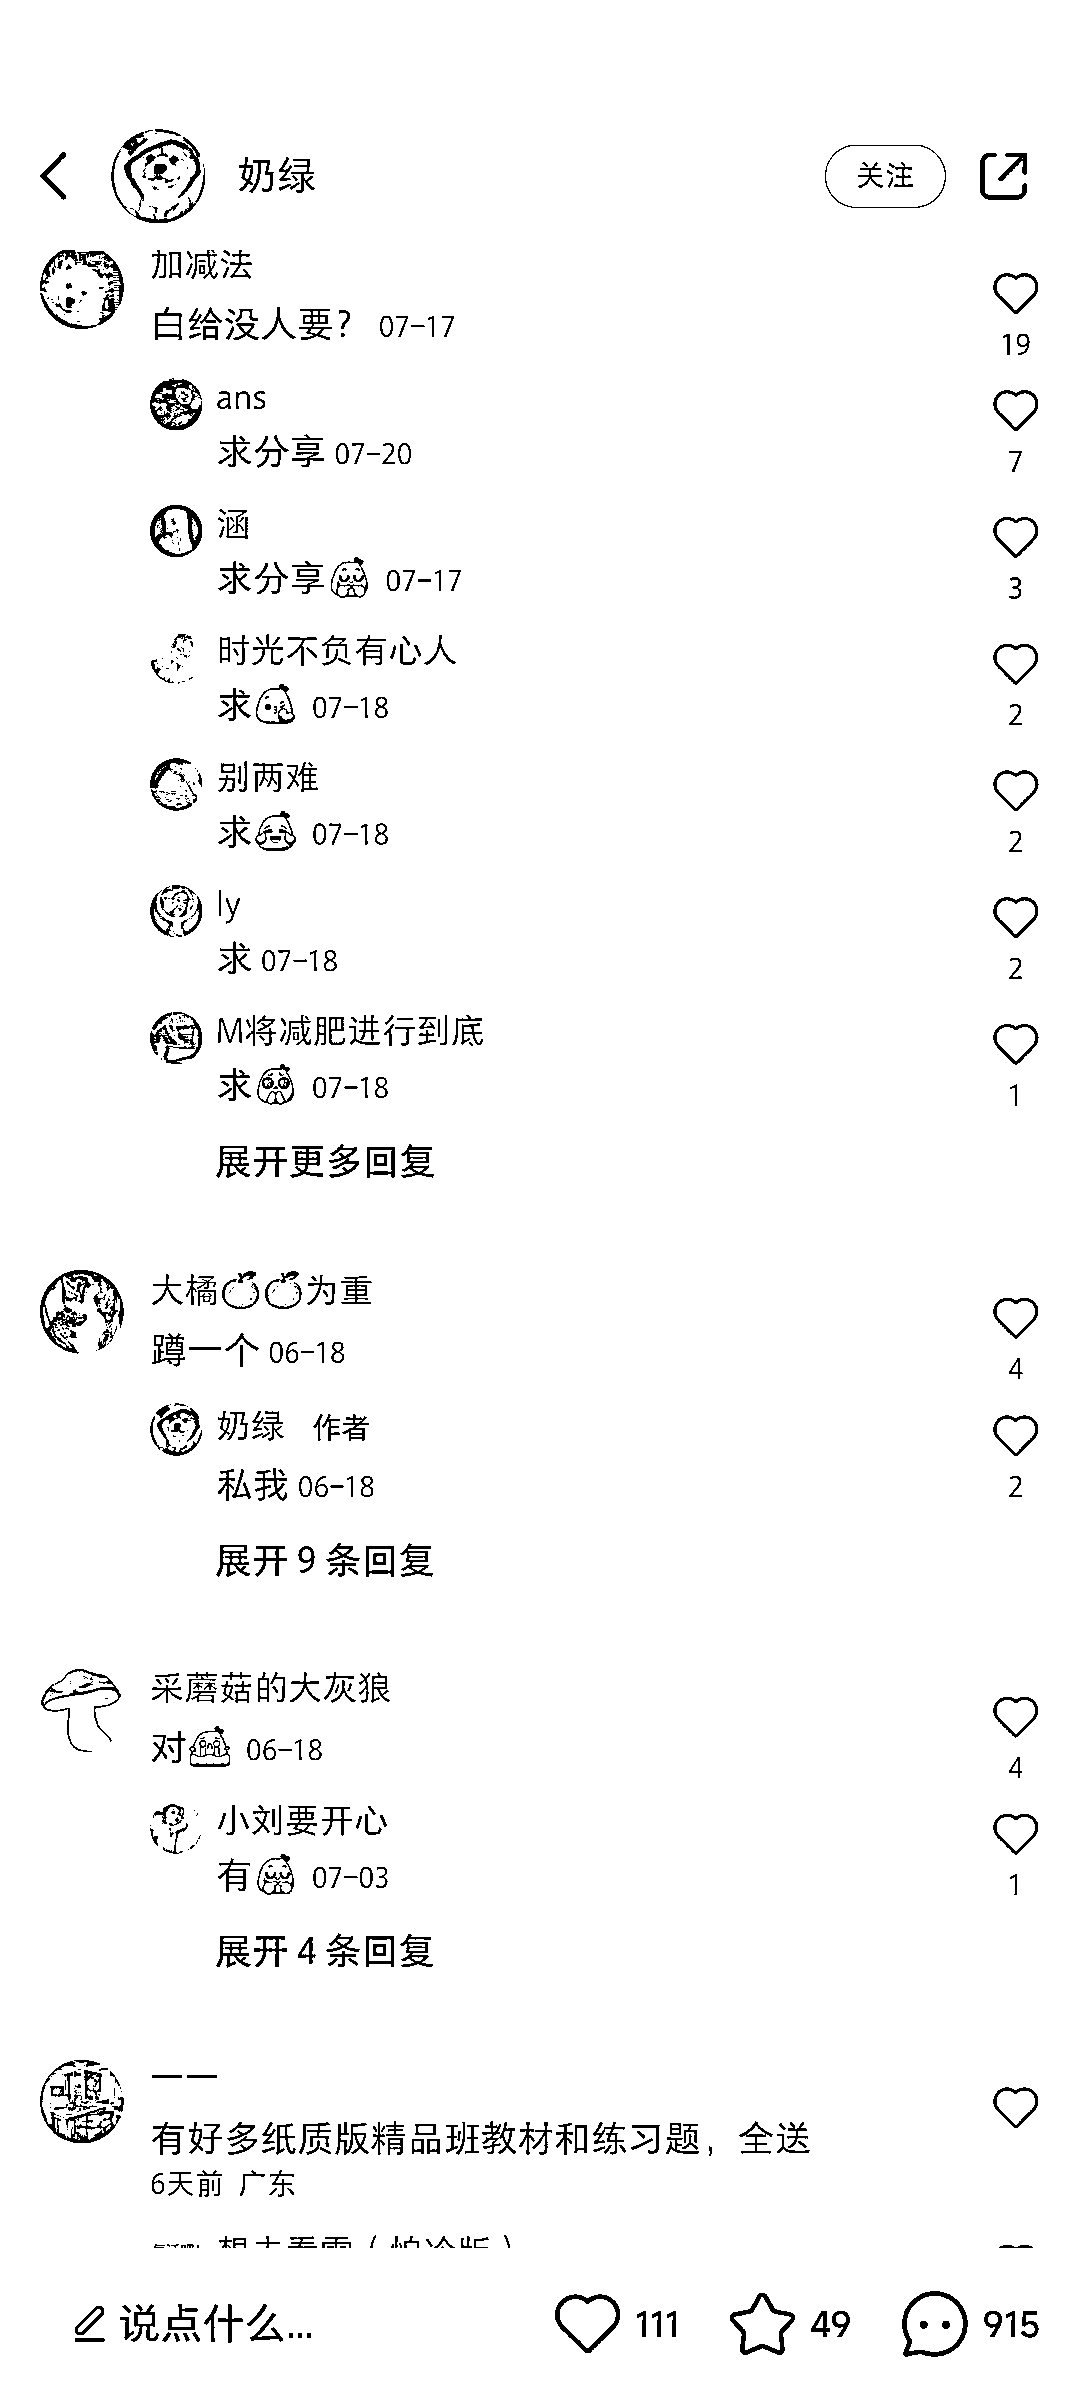 奶绿
关注
加减法
白给没人要？ 07-17
19
ans
求分享 07-20
7
涵
求分享 07-17
3
时光不负有心人
求 07-18
2
别两难
求 07-18
2
ly
求 07-18
2
M将减肥进行到底
求 07-18
1
展开更多回复
大橘🍊🍊为重
蹲一个 06-18
4
奶绿 作者
私我 06-18
2
展开 9 条回复
采蘑菇的大灰狼
对 06-18
4
小刘要开心
有 07-03
1
展开 4 条回复
一一
有好多纸质版精品班教材和练习题，全送
6天前 广东
想去看雪（怕冷版）
说点什么... 111 49 915